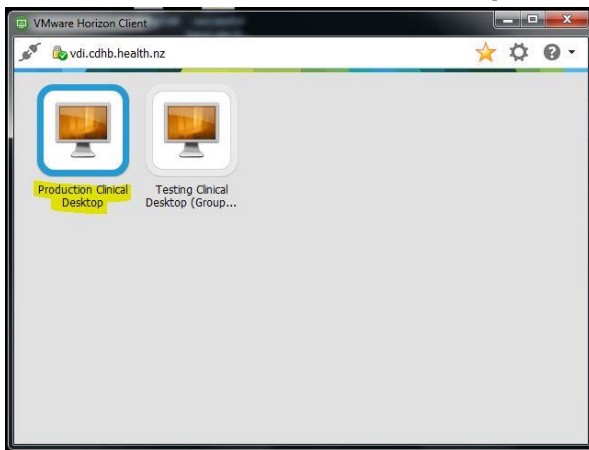 VMware Horizon Client
vdi.cdhb.health.nz
Production Clinical
Desktop
Testing Clinical
Desktop (Group...